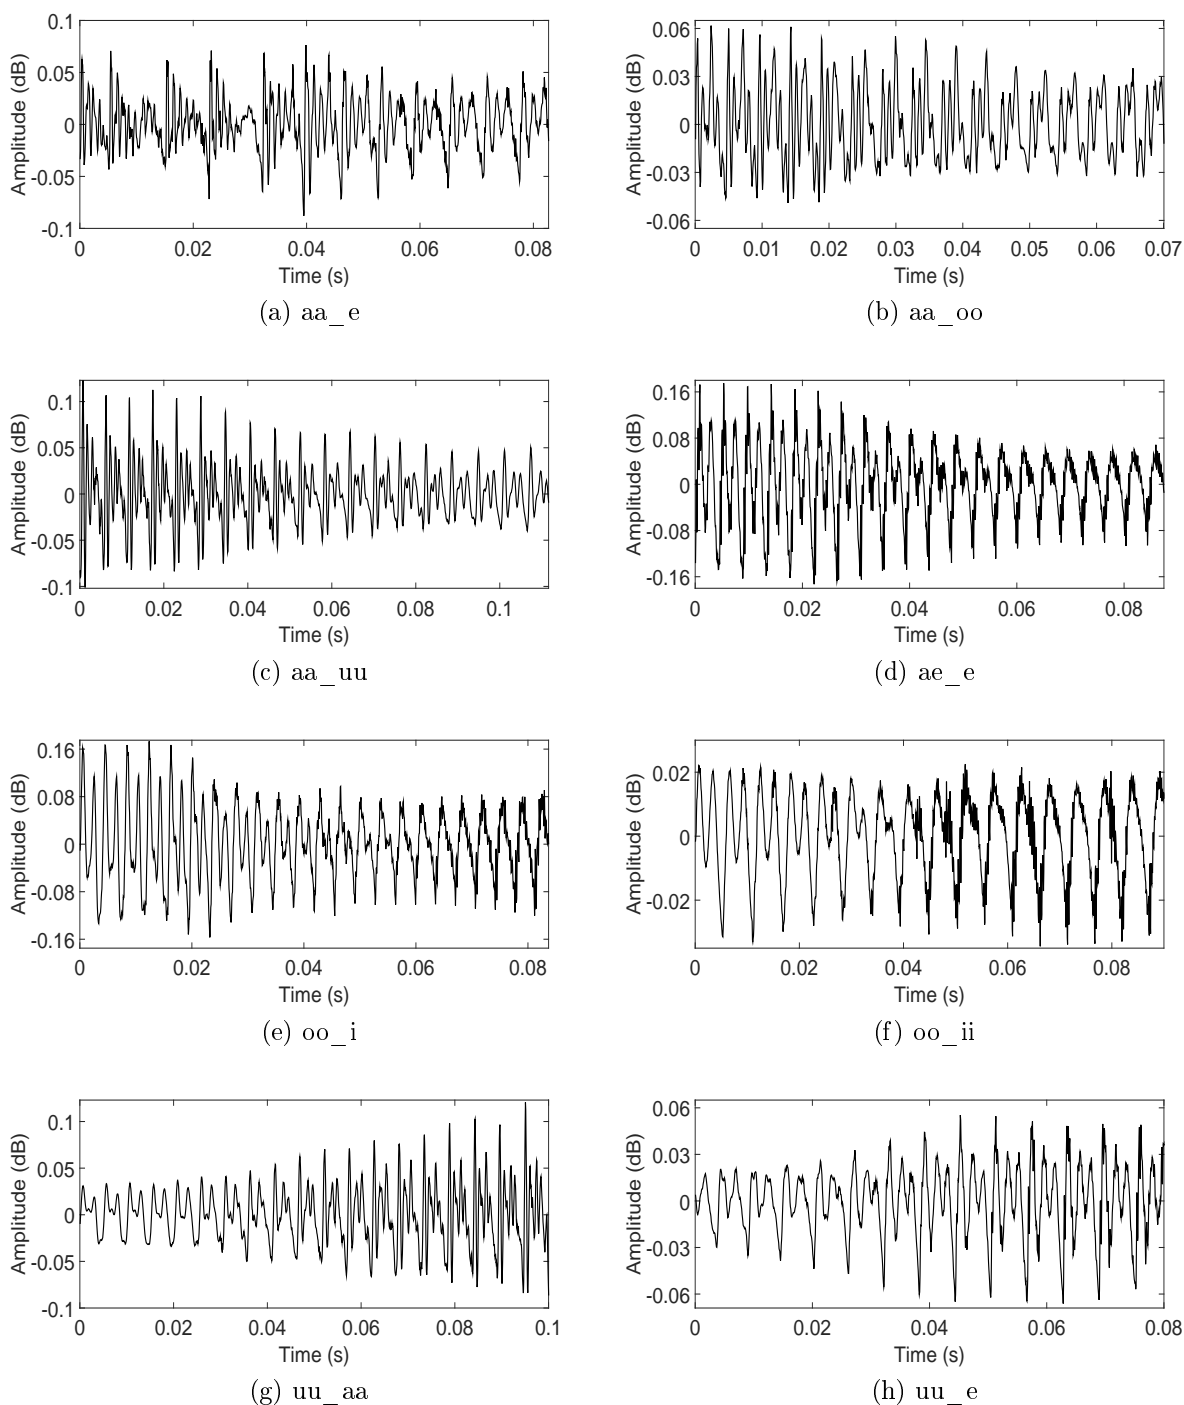 0.1
0.05
0
-0.05
-0.1
Amplitude (dB)
0 0.02 0.04 0.06 0.08
Time (s)
(a) aa_e
0.06
0.03
0
-0.03
-0.06
Amplitude (dB)
0 0.01 0.02 0.03 0.04 0.05 0.06 0.07
Time (s)
(b) aa_oo
0.1
0.05
0
-0.05
-0.1
Amplitude (dB)
0 0.02 0.04 0.06 0.08 0.1
Time (s)
(c) aa_uu
0.16
0.08
0
-0.08
-0.16
Amplitude (dB)
0 0.02 0.04 0.06 0.08
Time (s)
(d) ae_e
0.16
0.08
0
-0.08
-0.16
Amplitude (dB)
0 0.02 0.04 0.06 0.08
Time (s)
(e) oo_i
0.02
0
-0.02
Amplitude (dB)
0 0.02 0.04 0.06 0.08
Time (s)
(f) oo_ii
0.1
0.05
0
-0.05
-0.1
Amplitude (dB)
0 0.02 0.04 0.06 0.08 0.1
Time (s)
(g) uu_aa
0.06
0.03
0
-0.03
-0.06
Amplitude (dB)
0 0.02 0.04 0.06 0.08
Time (s)
(h) uu_e